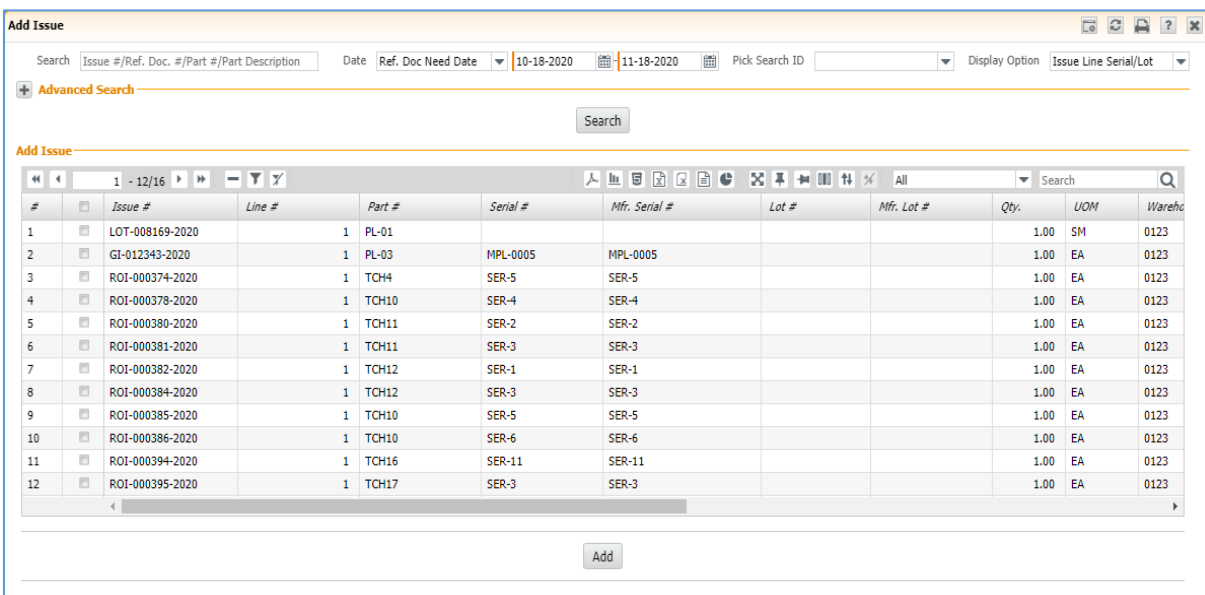 Add Issue
?
Search Issue #/Ref. Doc. #/Part #/Part Description Date Ref. Doc Need Date 10-18-2020 - 11-18-2020 Pick Search ID Display Option Issue Line Serial/Lot
Advanced Search
Search
Add Issue
1 - 12/16 All Search
# Issue # Line # Part # Serial # Mfr. Serial # Lot # Mfr. Lot # Qty. UOM Warehc
1 LOT-008169-2020 1 PL-01 1.00 SM 0123
2 GI-012343-2020 1 PL-03 MPL-0005 MPL-0005 1.00 EA 0123
3 ROI-000374-2020 1 TCH4 SER-5 SER-5 1.00 EA 0123
4 ROI-000378-2020 1 TCH10 SER-4 SER-4 1.00 EA 0123
5 ROI-000380-2020 1 TCH11 SER-2 SER-2 1.00 EA 0123
6 ROI-000381-2020 1 TCH11 SER-3 SER-3 1.00 EA 0123
7 ROI-000382-2020 1 TCH12 SER-1 SER-1 1.00 EA 0123
8 ROI-000384-2020 1 TCH12 SER-3 SER-3 1.00 EA 0123
9 ROI-000385-2020 1 TCH10 SER-5 SER-5 1.00 EA 0123
10 ROI-000386-2020 1 TCH10 SER-6 SER-6 1.00 EA 0123
11 ROI-000394-2020 1 TCH16 SER-11 SER-11 1.00 EA 0123
12 ROI-000395-2020 1 TCH17 SER-3 SER-3 1.00 EA 0123
Add